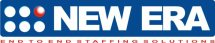 NEW ERA
END TO END STAFFING SOLUTIONS